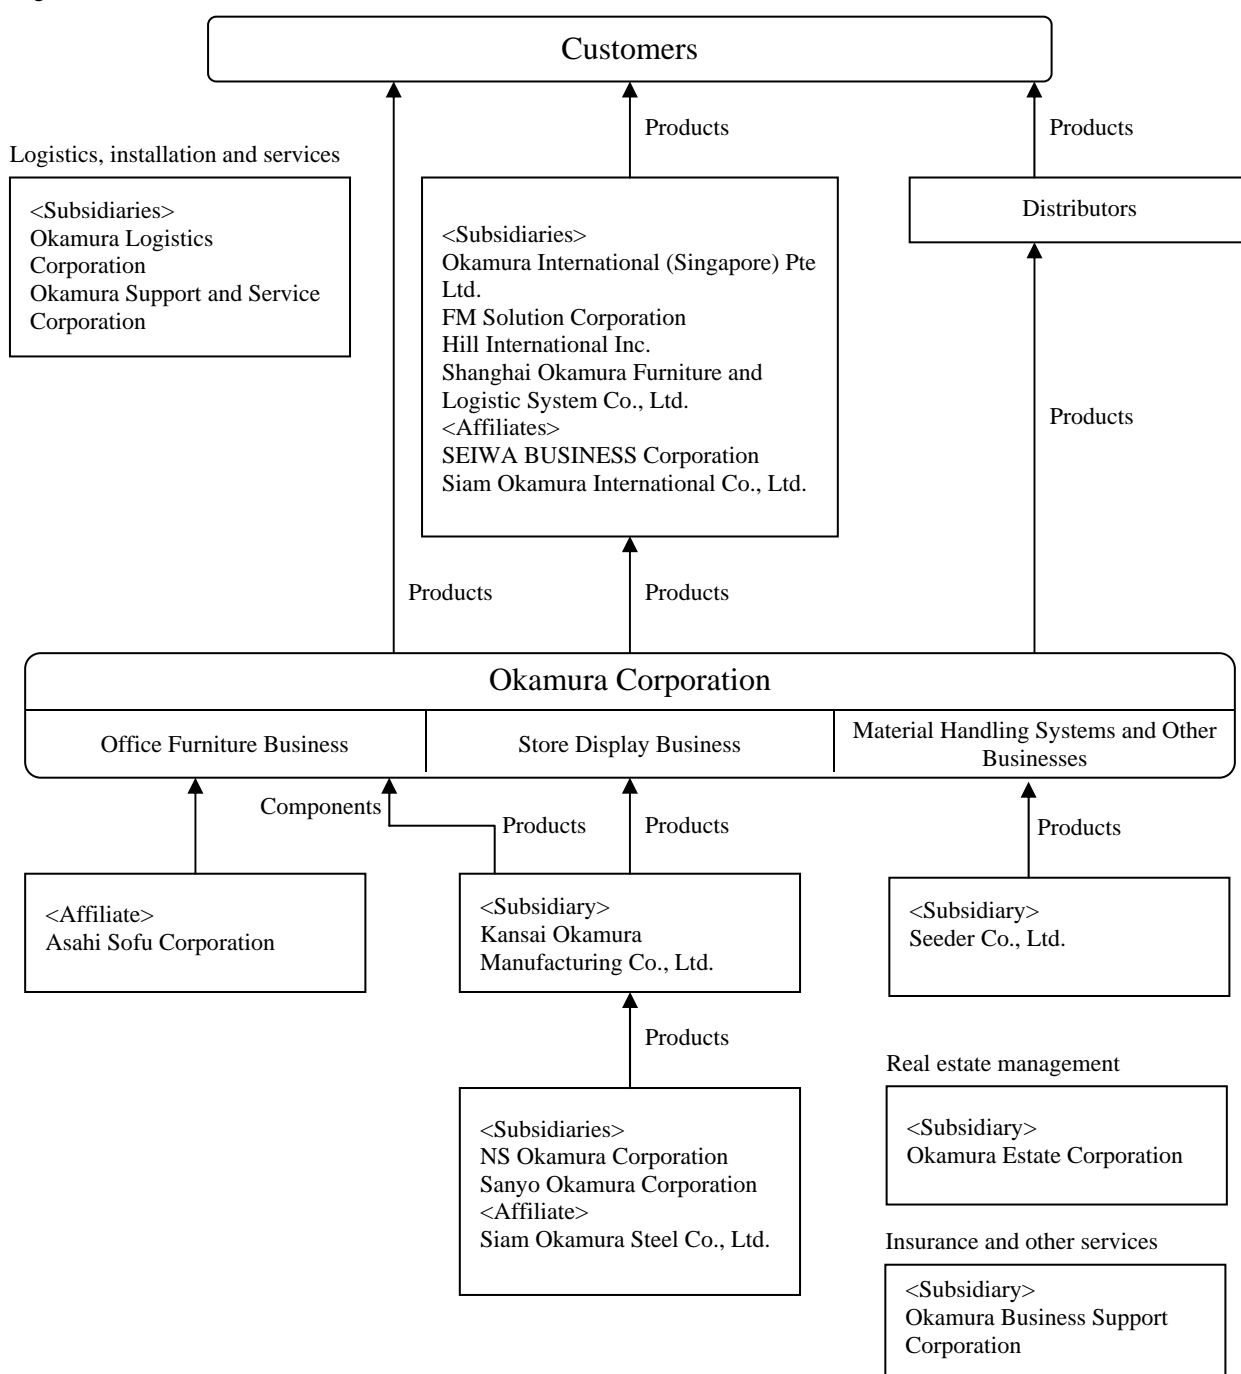 Customers
Products
Products
Logistics, installation and services
<Subsidiaries>
Okamura Logistics
Corporation
Okamura Support and Service
Corporation
<Subsidiaries>
Okamura International (Singapore) Pte
Ltd.
FM Solution Corporation
Hill International Inc.
Shanghai Okamura Furniture and
Logistic System Co., Ltd.
<Affiliates>
SEIWA BUSINESS Corporation
Siam Okamura International Co., Ltd.
Distributors
Products
Products
Products
Okamura Corporation
Office Furniture Business
Store Display Business
Material Handling Systems and Other
Businesses
Components
Products
Products
Products
<Affiliate>
Asahi Sofu Corporation
<Subsidiary>
Kansai Okamura
Manufacturing Co., Ltd.
<Subsidiary>
Seeder Co., Ltd.
Products
<Subsidiaries>
NS Okamura Corporation
Sanyo Okamura Corporation
<Affiliate>
Siam Okamura Steel Co., Ltd.
Real estate management
<Subsidiary>
Okamura Estate Corporation
Insurance and other services
<Subsidiary>
Okamura Business Support
Corporation